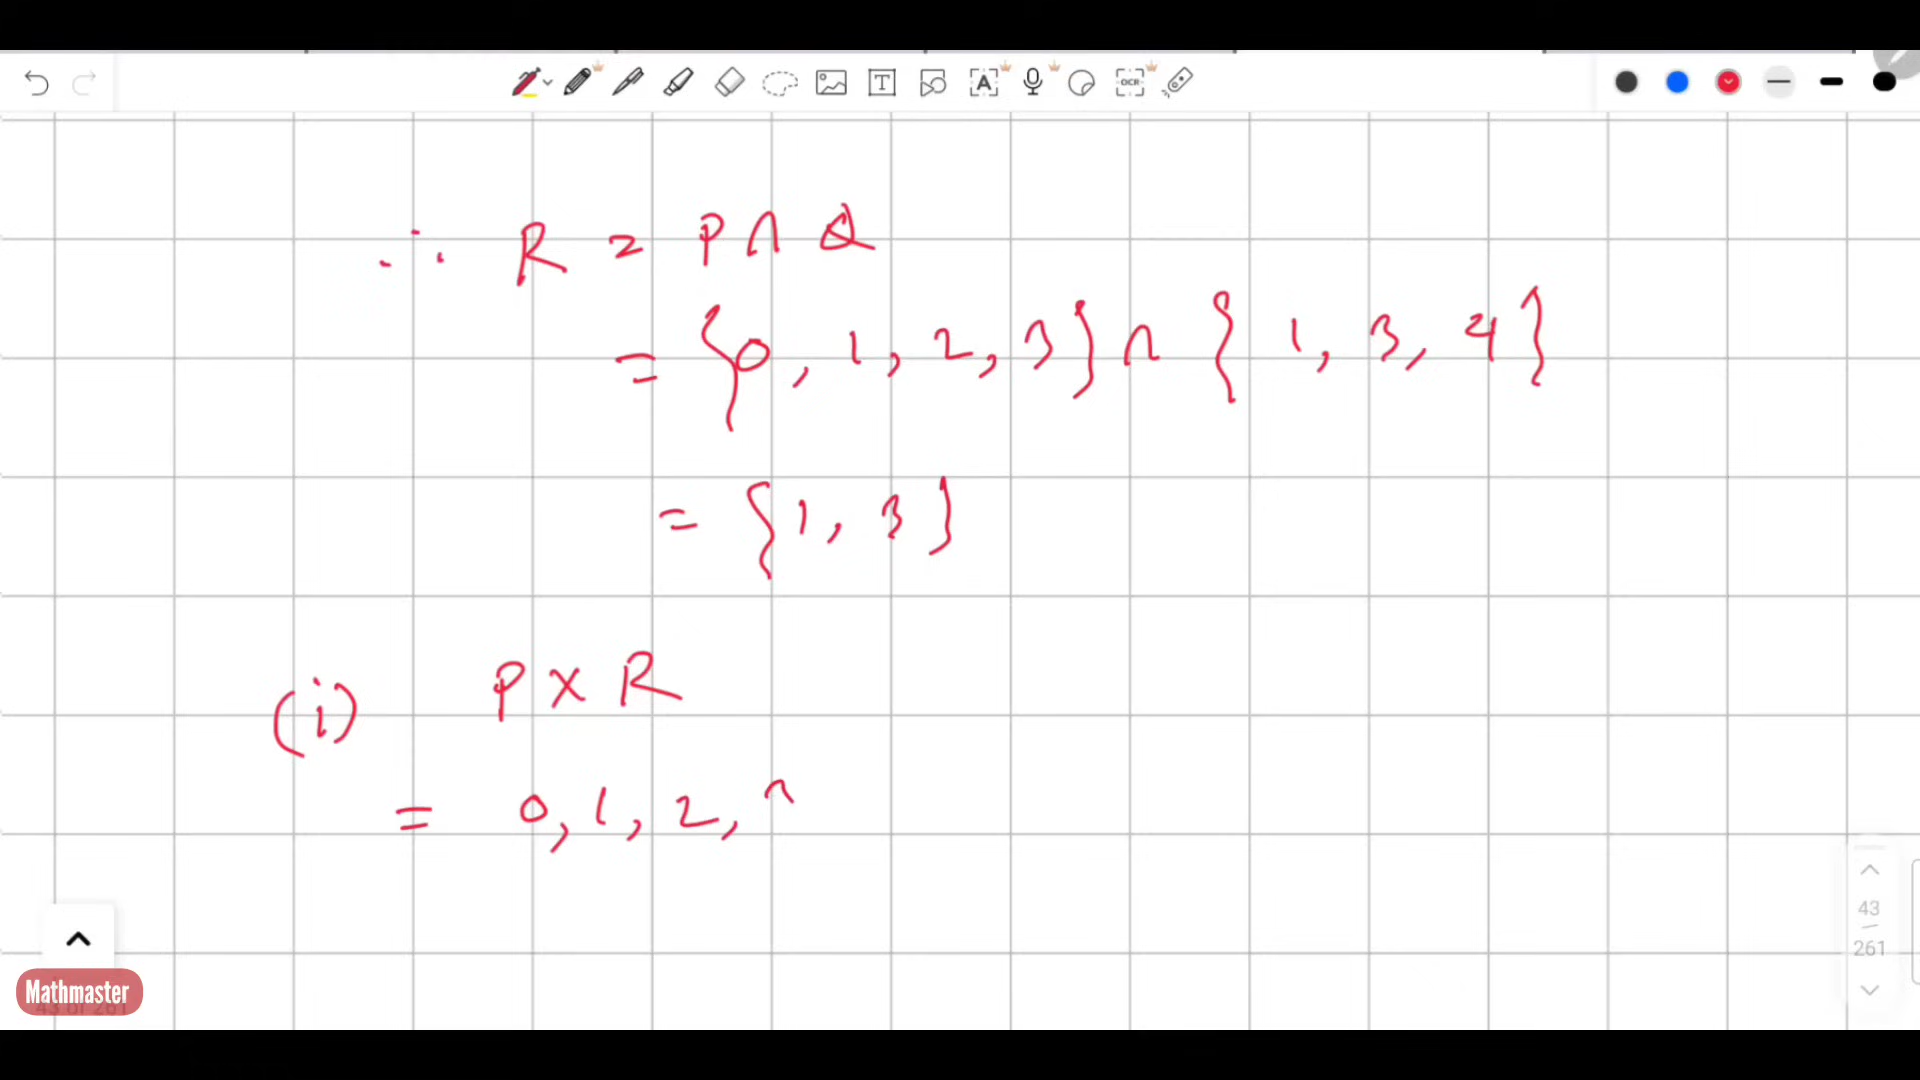 ∴ R = P ∩ Q
= {0, 1, 2, 3} ∩ {1, 3, 4}
= {1, 3}
(i) P × R
= 0, 1, 2,
43
261
Mathmaster